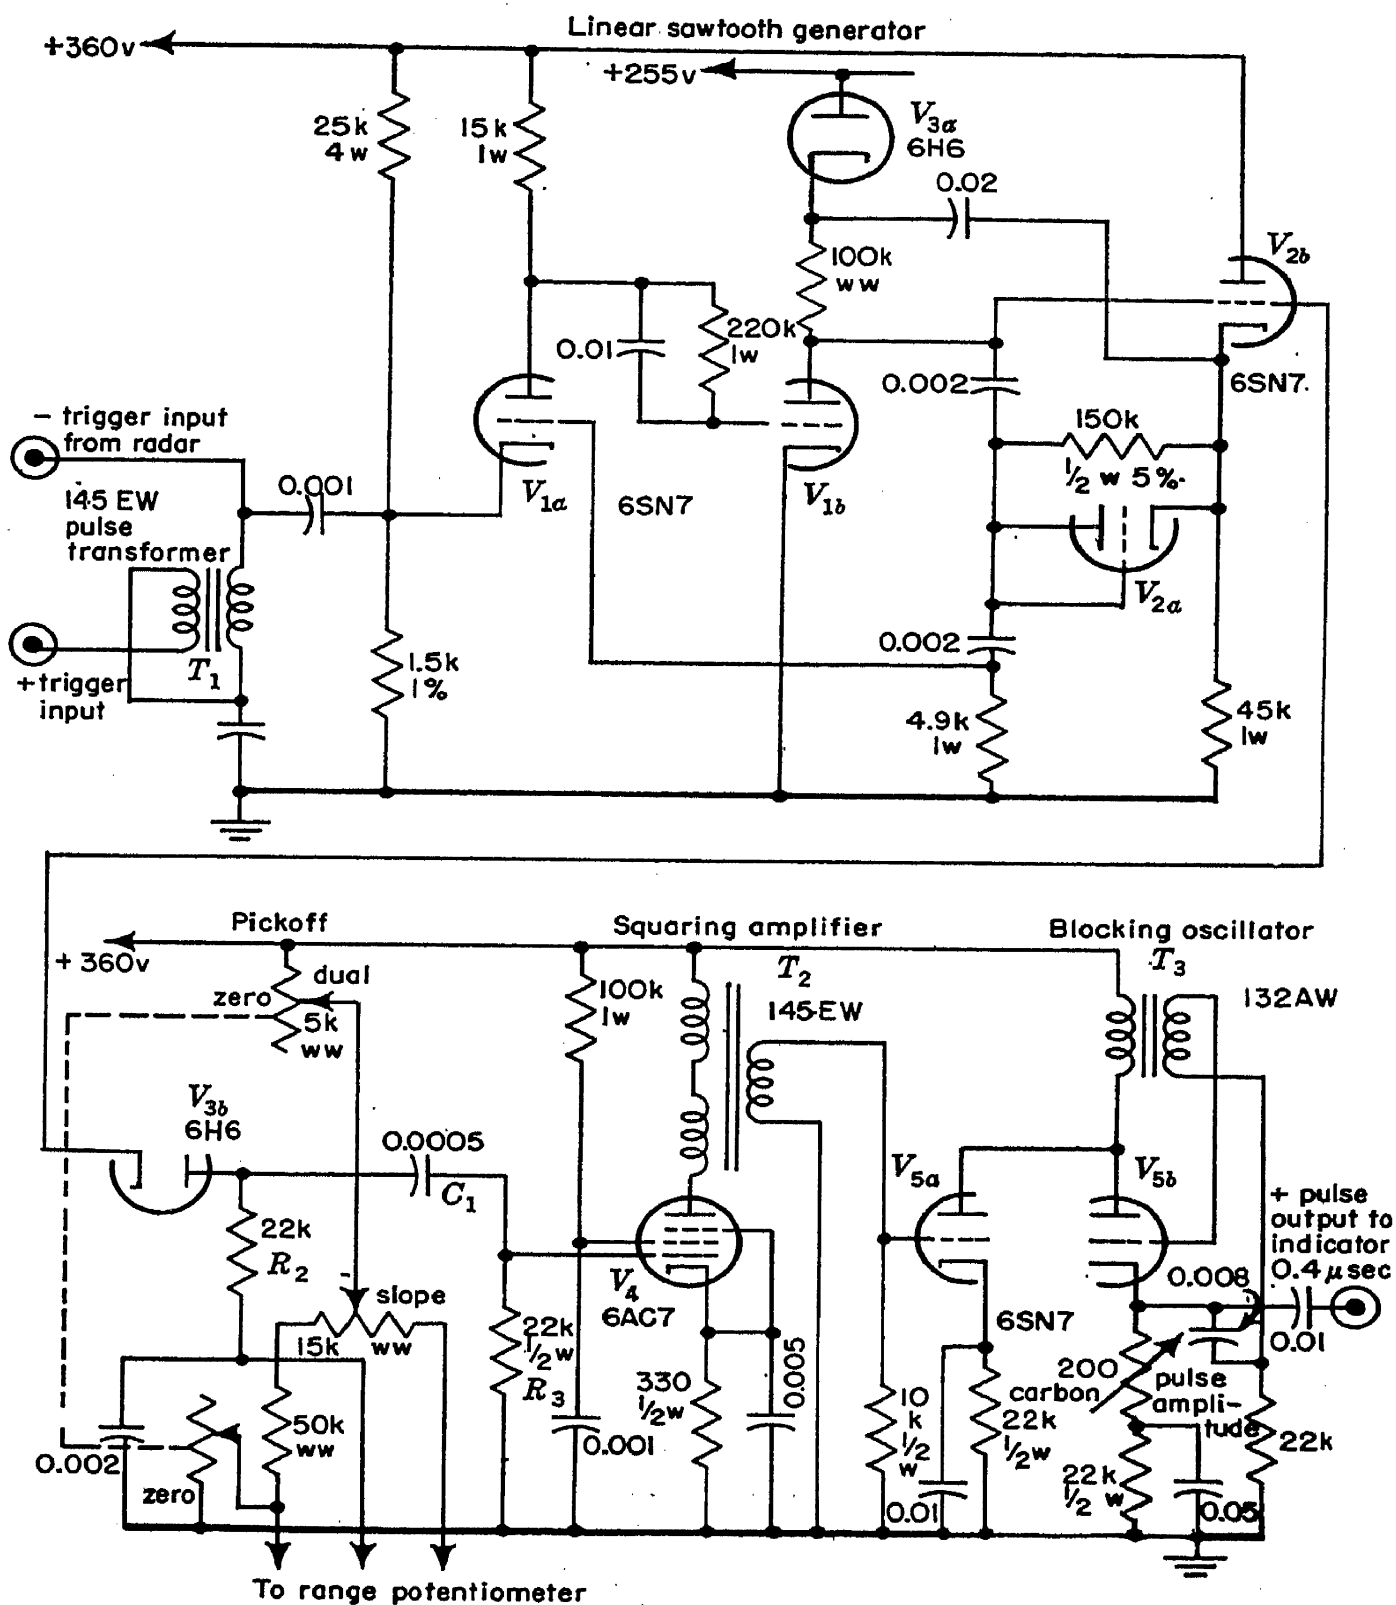 Linear sawtooth generator
+360v
+255v
V3a
6H6
25k
4w
15k
1w
0.02
V2b
100k
ww
220k
1w
0.01
0.002
6SN7.
150k
1/2 w 5%.
− trigger input
from radar
0.001
V1a
6SN7
V1b
145 EW
pulse
transformer
V2a
T1
+trigger
input
1.5k
1%
0.002
4.9k
1w
45k
1w
Pickoff
Squaring amplifier
Blocking oscillator
+360v
dual
zero
5k
ww
100k
1w
T2
145-EW
T3
132AW
V3b
6H6
0.0005
C1
V5a
V5b
22k
R2
+ pulse
output to
indicator
0.4 μsec
V4
6AC7
0.008
slope
15k
ww
22k
1/2 w
R3
6SN7
0.01
200
carbon
pulse
ampli-
tude
330
1/2w
0.005
10
k
1/2
w
22k
1/2w
50k
ww
0.001
22k
0.002
zero
22k
1/2 w
0.01
0.05
To range potentiometer